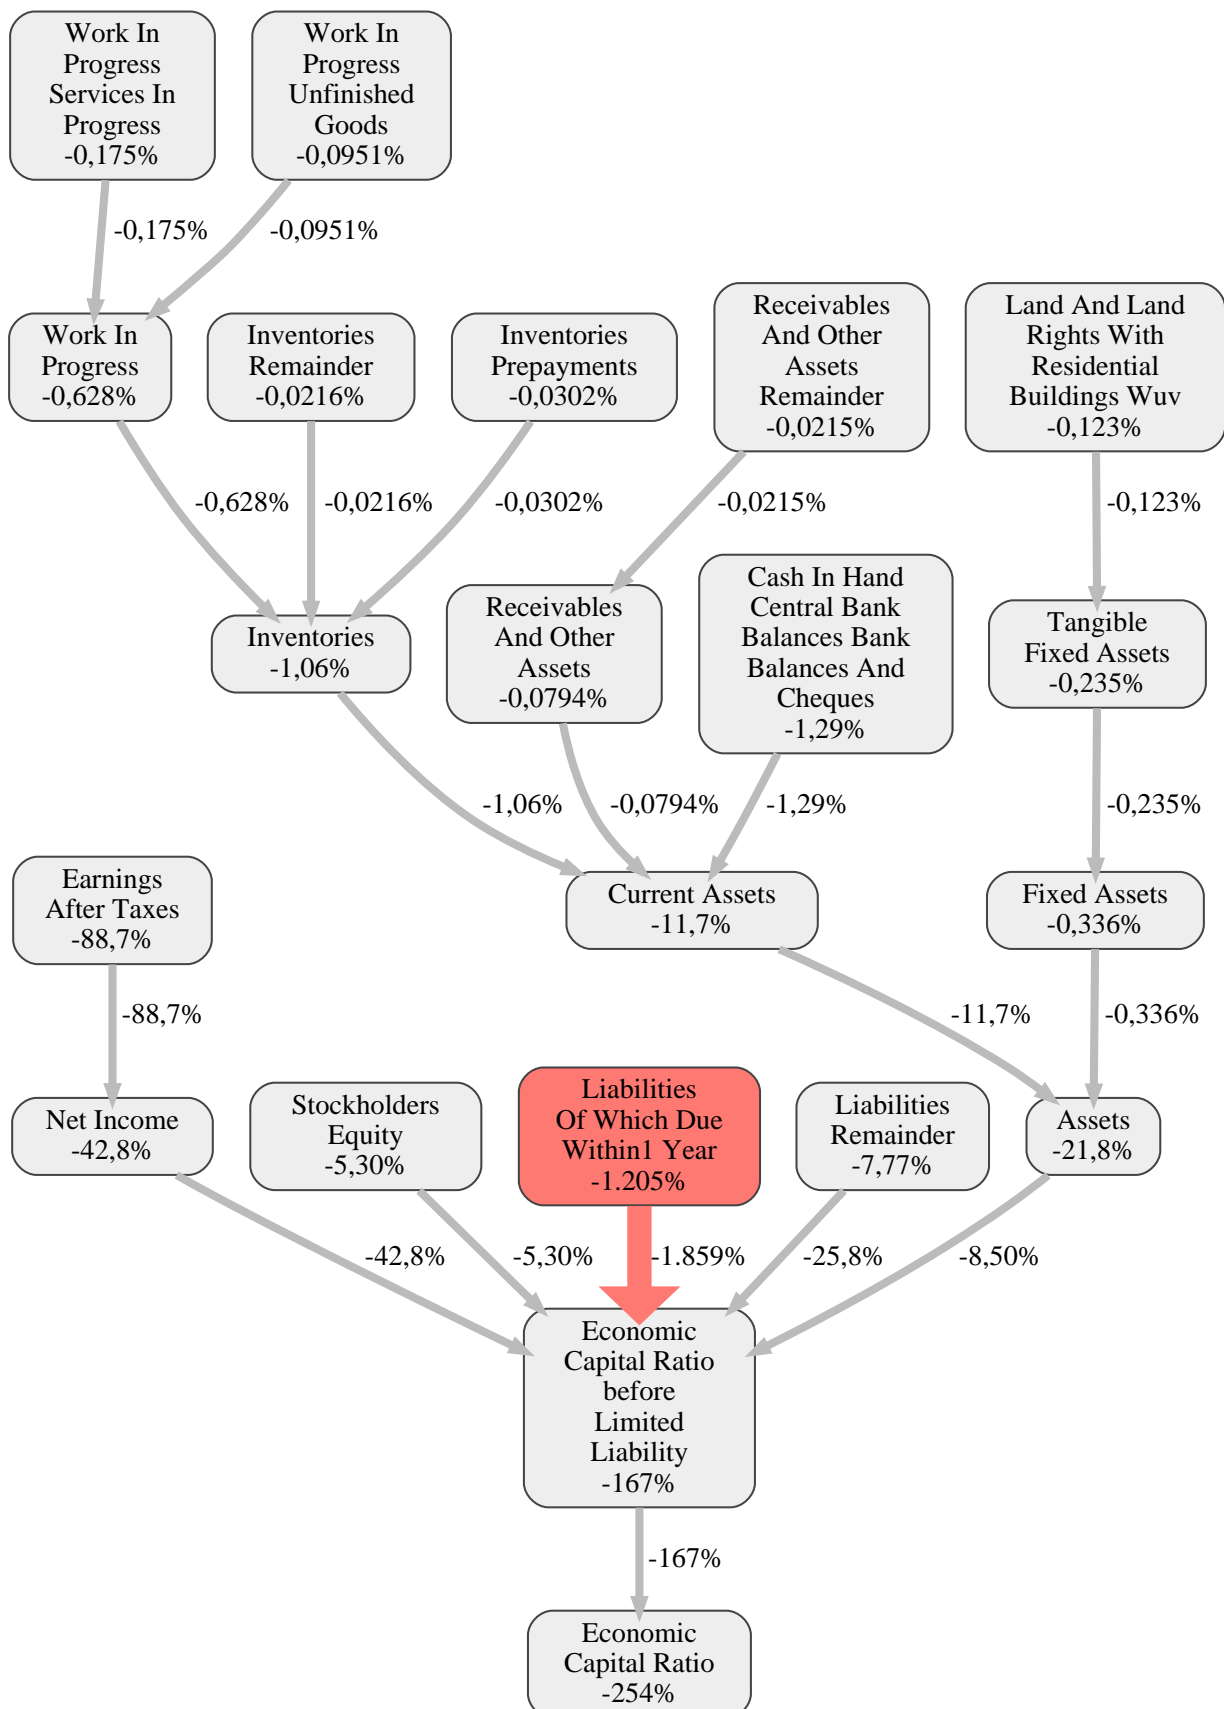 Work In
Progress
Services In
Progress
-0,175%
Work In
Progress
Unfinished
Goods
-0,0951%
-0,175%
-0,0951%
Work In
Progress
-0,628%
Inventories
Remainder
-0,0216%
Inventories
Prepayments
-0,0302%
Receivables
And Other
Assets
Remainder
-0,0215%
Land And Land
Rights With
Residential
Buildings Wuv
-0,123%
-0,628%
-0,0216%
-0,0302%
-0,0215%
-0,123%
Inventories
-1,06%
Receivables
And Other
Assets
-0,0794%
Cash In Hand
Central Bank
Balances Bank
Balances And
Cheques
-1,29%
Tangible
Fixed Assets
-0,235%
-1,06%
-0,0794%
-1,29%
-0,235%
Earnings
After Taxes
-88,7%
Current Assets
-11,7%
Fixed Assets
-0,336%
-88,7%
-11,7%
-0,336%
Net Income
-42,8%
Stockholders
Equity
-5,30%
Liabilities
Of Which Due
Within1 Year
-1.205%
Liabilities
Remainder
-7,77%
Assets
-21,8%
-42,8%
-5,30%
-1.859%
-25,8%
-8,50%
Economic
Capital Ratio
before
Limited
Liability
-167%
-167%
Economic
Capital Ratio
-254%